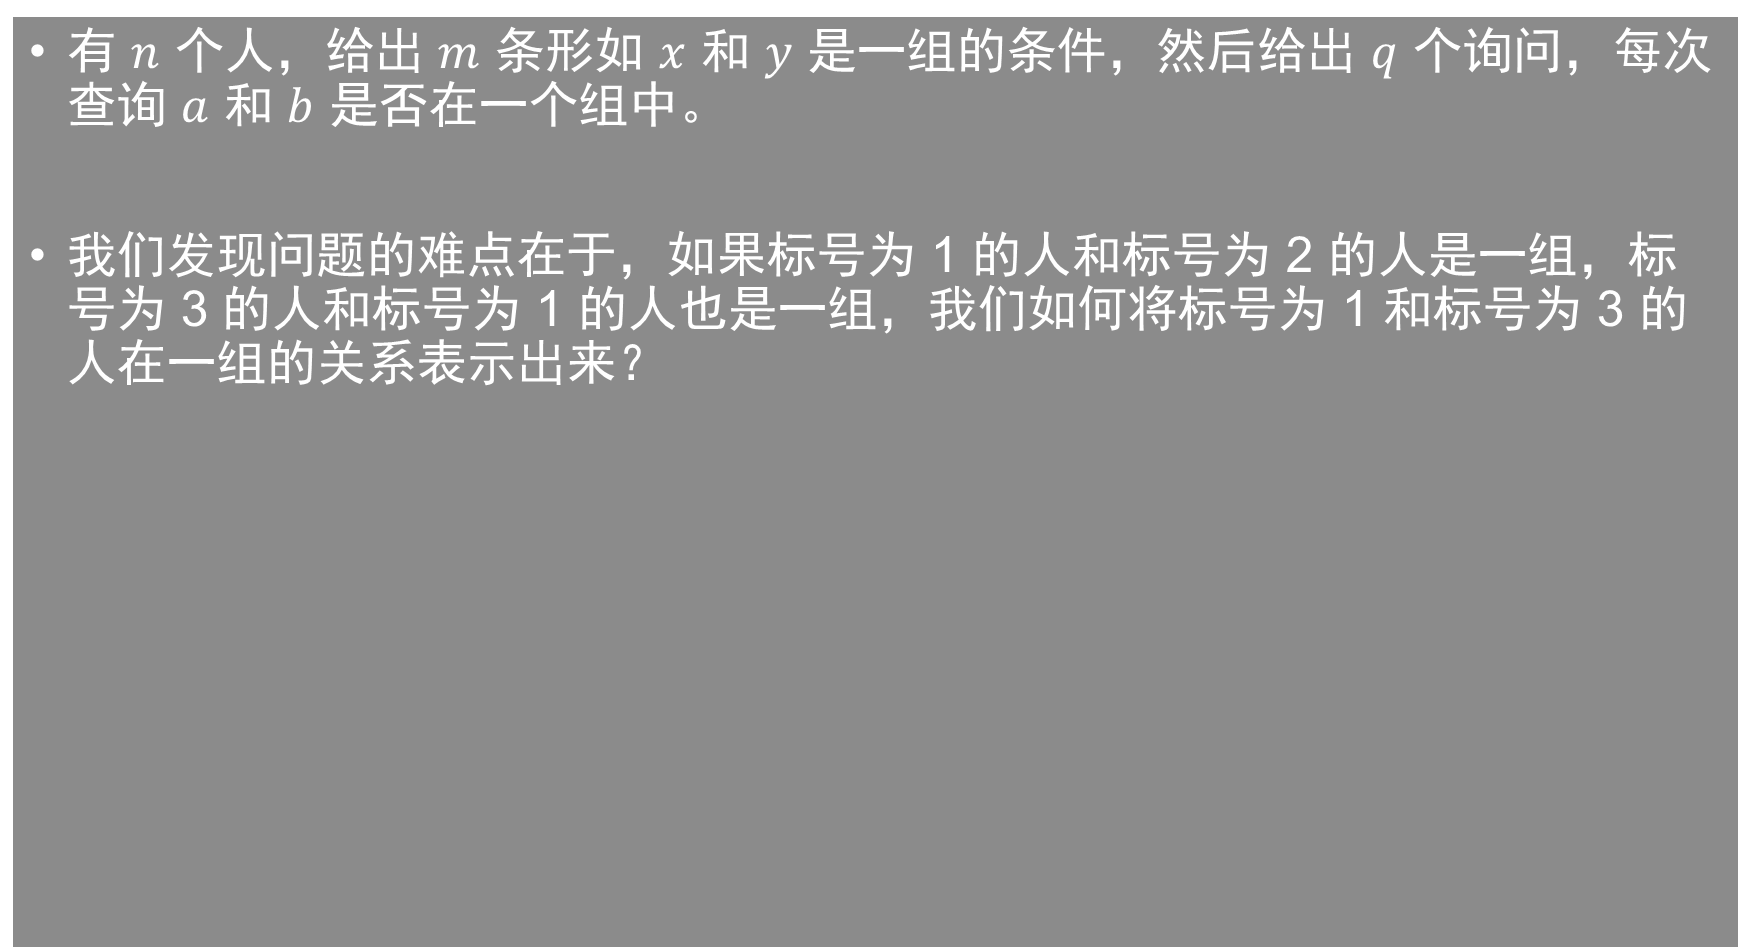 • 有 n 个人，给出 m 条形如 x 和 y 是一组的条件，然后给出 q 个询问，每次
查询 a 和 b 是否在一个组中。
• 我们发现问题的难点在于，如果标号为 1 的人和标号为 2 的人是一组，标
号为 3 的人和标号为 1 的人也是一组，我们如何将标号为 1 和标号为 3 的
人在一组的关系表示出来？